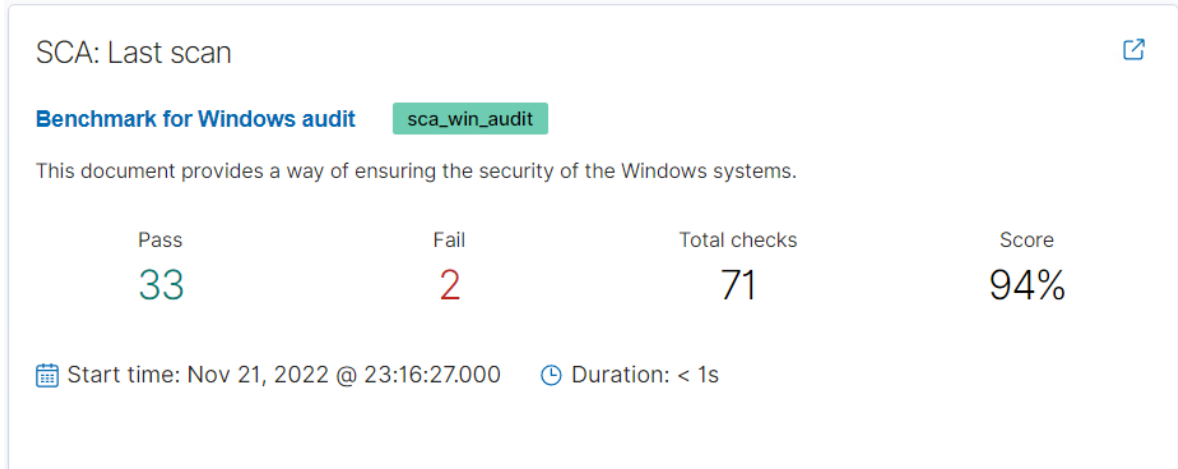 SCA: Last scan
Benchmark for Windows audit sca_win_audit
This document provides a way of ensuring the security of the Windows systems.
Pass Fail Total checks Score
33 2 71 94%
Start time: Nov 21, 2022 @ 23:16:27.000 Duration: < 1s